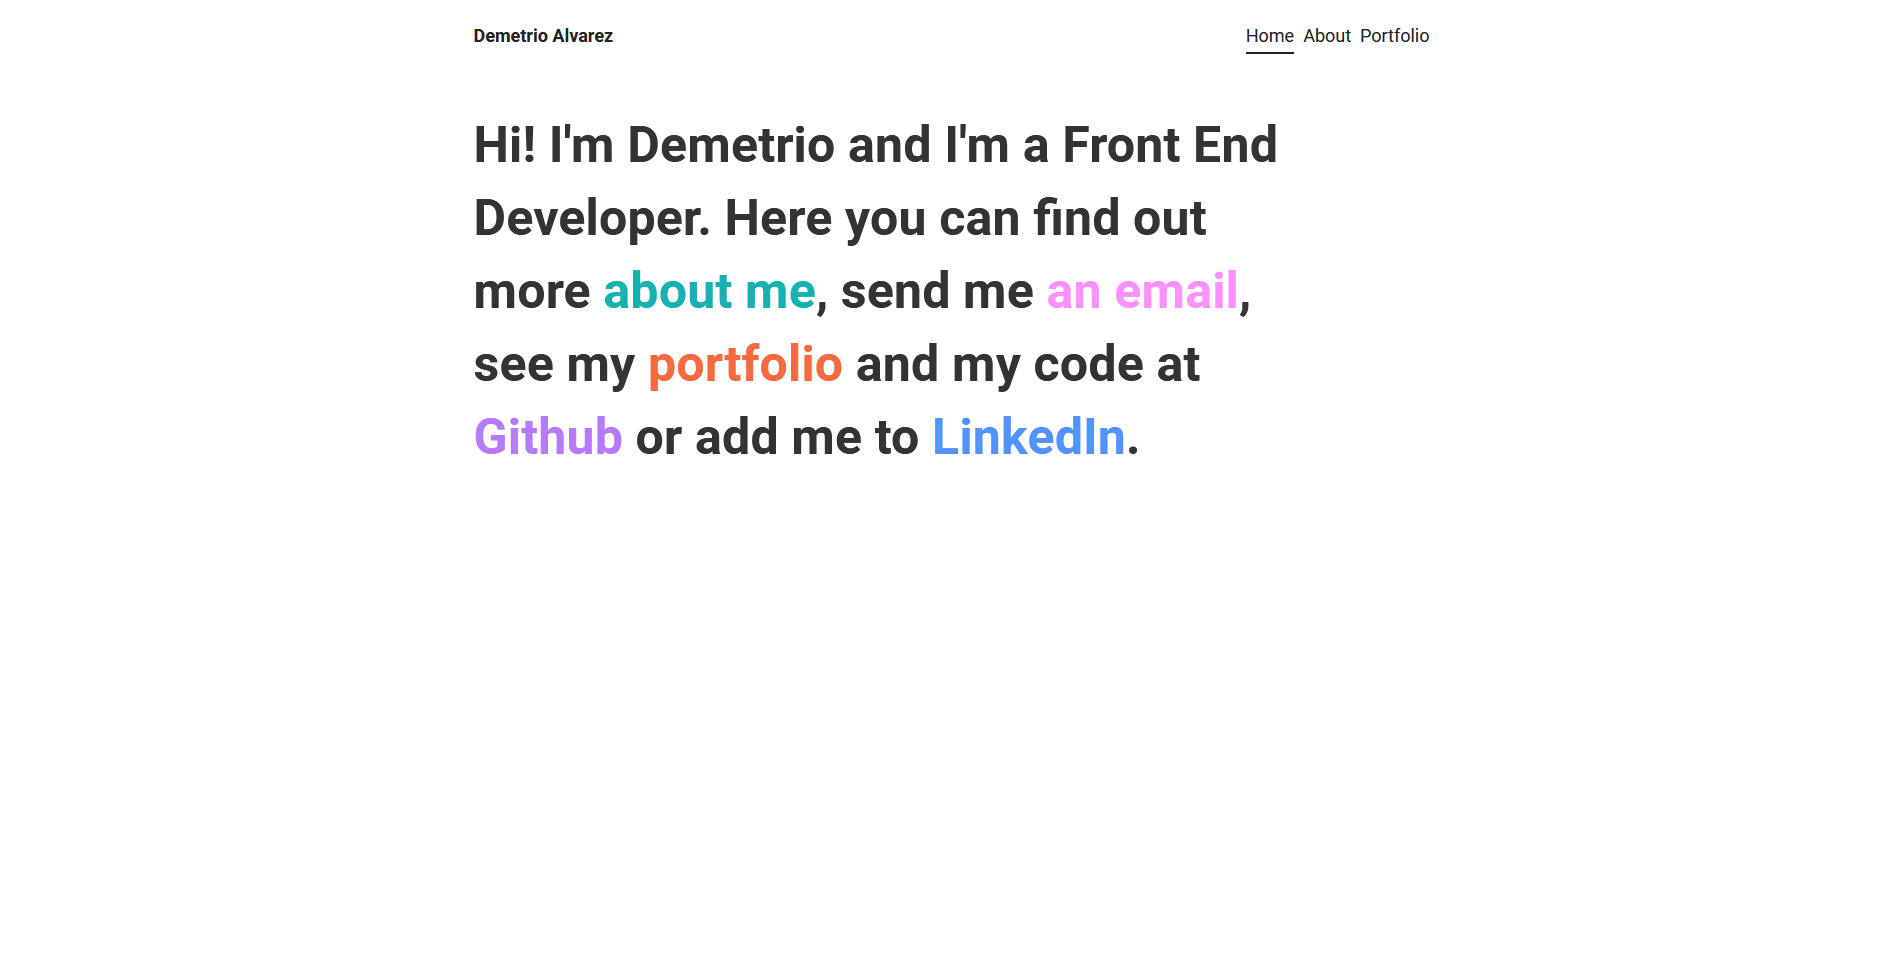 Demetrio Alvarez
Home About Portfolio
Hi! I'm Demetrio and I'm a Front End
Developer. Here you can find out
more about me, send me an email,
see my portfolio and my code at
Github or add me to LinkedIn.